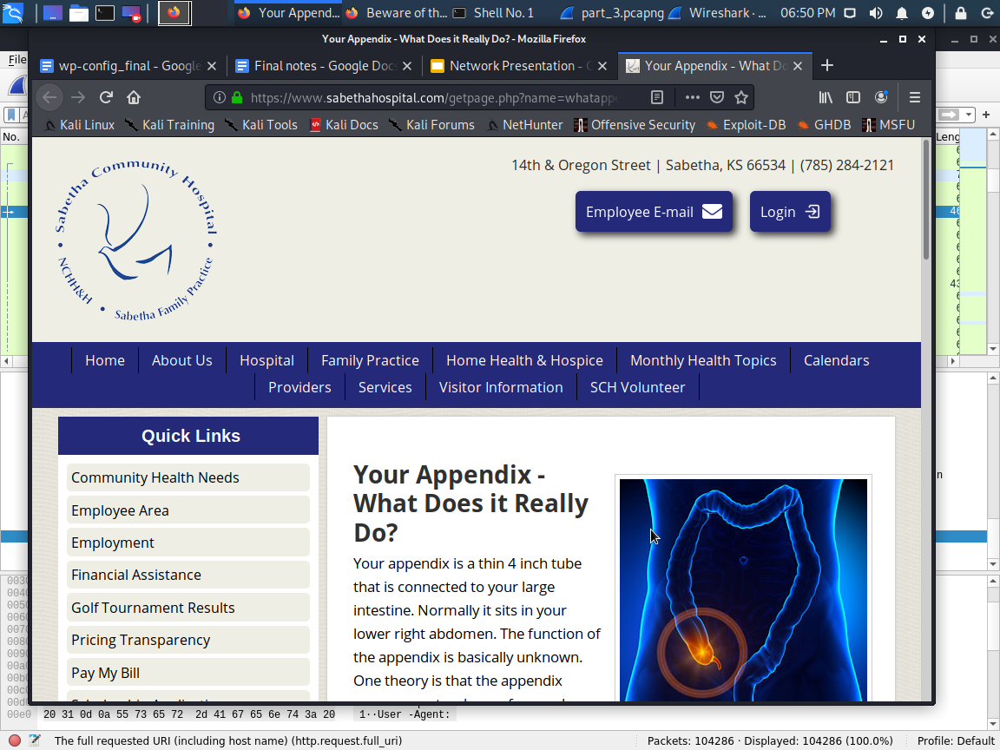 Your Append...
Beware of th...
Shell No. 1
part_3.pcapng
Wireshark · ...
06:50 PM
Your Appendix - What Does it Really Do? - Mozilla Firefox
File
wp-config_final - Google
Final notes - Google Docs
Network Presentation - G
Your Appendix - What Do
https://www.sabethahospital.com/getpage.php?name=whatappe
Kali Linux
Kali Training
Kali Tools
Kali Docs
Kali Forums
NetHunter
Offensive Security
Exploit-DB
GHDB
MSFU
No.
Leng
Sabetha Community Hospital
NCHH&H
Sabetha Family Practice
14th & Oregon Street | Sabetha, KS 66534 | (785) 284-2121
Employee E-mail
Login
Home
About Us
Hospital
Family Practice
Home Health & Hospice
Monthly Health Topics
Calendars
Providers
Services
Visitor Information
SCH Volunteer
Quick Links
Community Health Needs
Employee Area
Employment
Financial Assistance
Golf Tournament Results
Pricing Transparency
Pay My Bill
Your Appendix -
What Does it Really
Do?
Your appendix is a thin 4 inch tube
that is connected to your large
intestine. Normally it sits in your
lower right abdomen. The function of
the appendix is basically unknown.
One theory is that the appendix
00e0 20 31 0d 0a 55 73 65 72 2d 41 67 65 6e 74 3a 20 1··User -Agent:
The full requested URI (including host name) (http.request.full_uri)
Packets: 104286 · Displayed: 104286 (100.0%)
Profile: Default